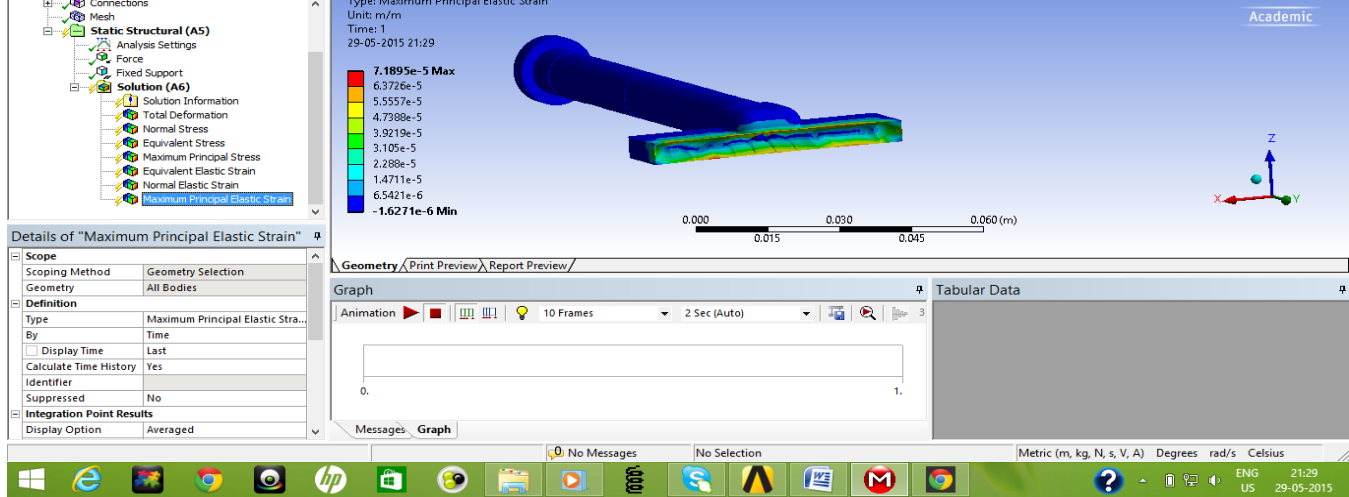 Connections
Mesh
Static Structural (A5)
Analysis Settings
Force
Fixed Support
Solution (A6)
Solution Information
Total Deformation
Normal Stress
Equivalent Stress
Maximum Principal Stress
Equivalent Elastic Strain
Normal Elastic Strain
Maximum Principal Elastic Strain
Type: Maximum Principal Elastic Strain
Unit: m/m
Time: 1
29-05-2015 21:29
7.1895e-5 Max
6.3726e-5
5.5557e-5
4.7388e-5
3.9219e-5
3.105e-5
2.288e-5
1.4711e-5
6.5421e-6
-1.6271e-6 Min
Academic
Z
X
Y
0.000 0.030 0.060 (m)
0.015 0.045
Geometry Print Preview Report Preview
Details of "Maximum Principal Elastic Strain"
Scope
Scoping Method Geometry Selection
Geometry All Bodies
Definition
Type Maximum Principal Elastic Stra...
By Time
Display Time Last
Calculate Time History Yes
Identifier
Suppressed No
Integration Point Results
Display Option Averaged
Graph
Animation 10 Frames 2 Sec (Auto) 3
0. 1.
Messages Graph
Tabular Data
0 No Messages No Selection Metric (m, kg, N, s, V, A) Degrees rad/s Celsius
hp
ENG 21:29
US 29-05-2015